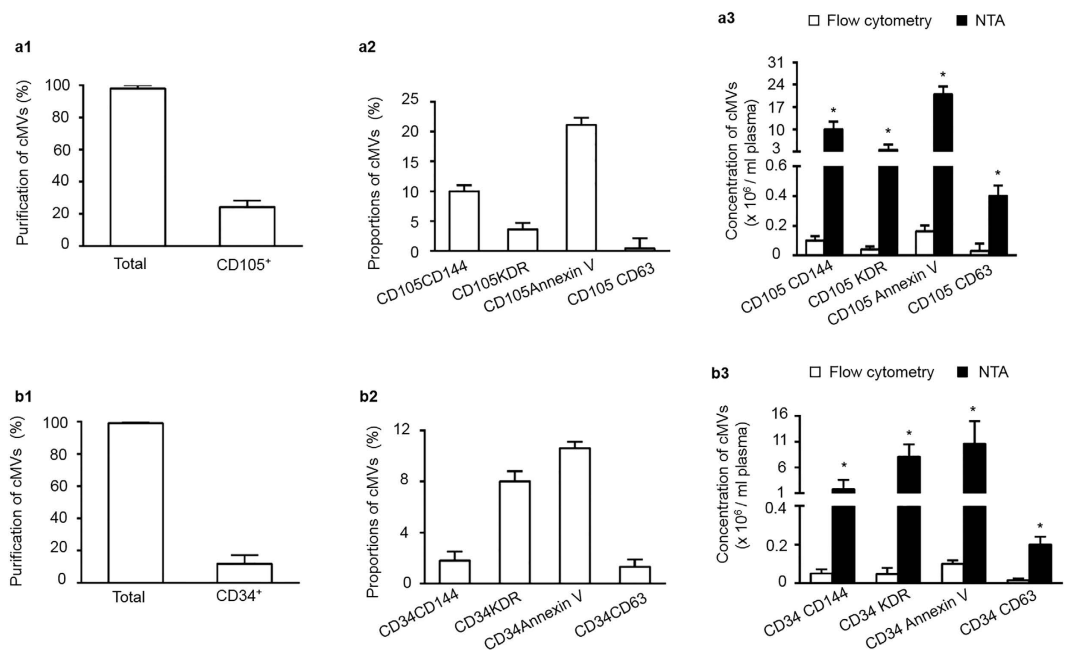 a1
Purification of cMVs (%)
100
80
60
40
20
0
Total
CD105⁺
a2
Proportions of cMVs (%)
25
20
15
10
5
0
CD105CD144
CD105KDR
CD105Annexin V
CD105 CD63
a3
Flow cytometry
NTA
Concentration of cMVs
(x 10⁶ / ml plasma)
31
24
17
10
3
0.6
0.4
0.2
0
*
*
*
*
CD105 CD144
CD105 KDR
CD105 Annexin V
CD105 CD63
b1
Purification of cMVs (%)
100
80
60
40
20
0
Total
CD34⁺
b2
Proportions of cMVs (%)
12
8
4
0
CD34CD144
CD34KDR
CD34Annexin V
CD34CD63
b3
Flow cytometry
NTA
Concentration of cMVs
(x 10⁶ / ml plasma)
16
11
6
1
0.4
0.2
0
*
*
*
*
CD34 CD144
CD34 KDR
CD34 Annexin V
CD34 CD63